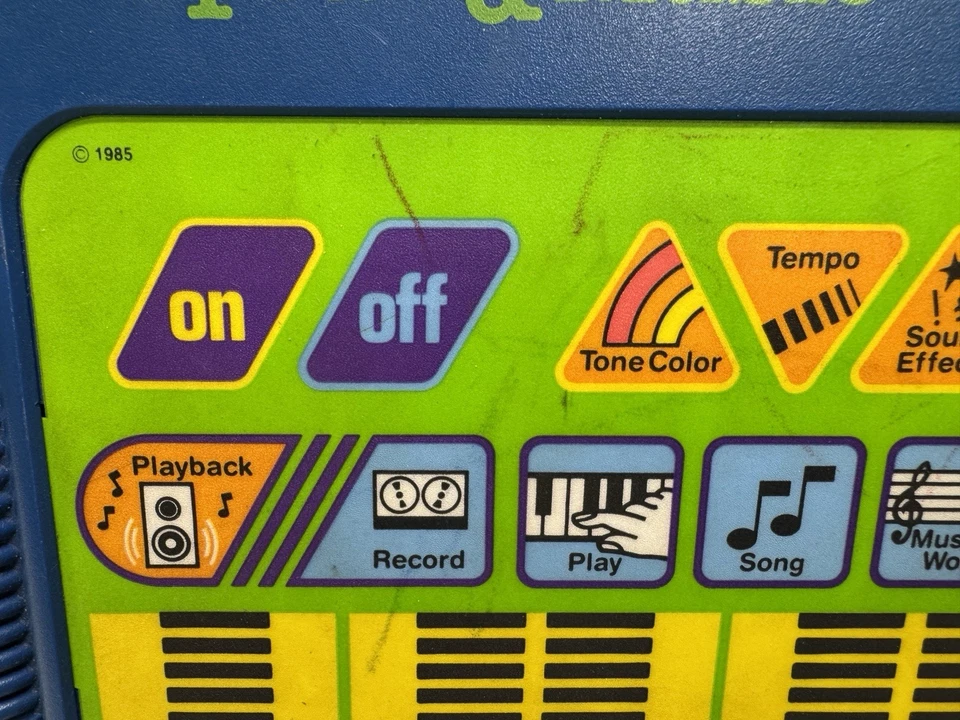 © 1985
on
off
Tone Color
Tempo
Playback
Record
Play
Song